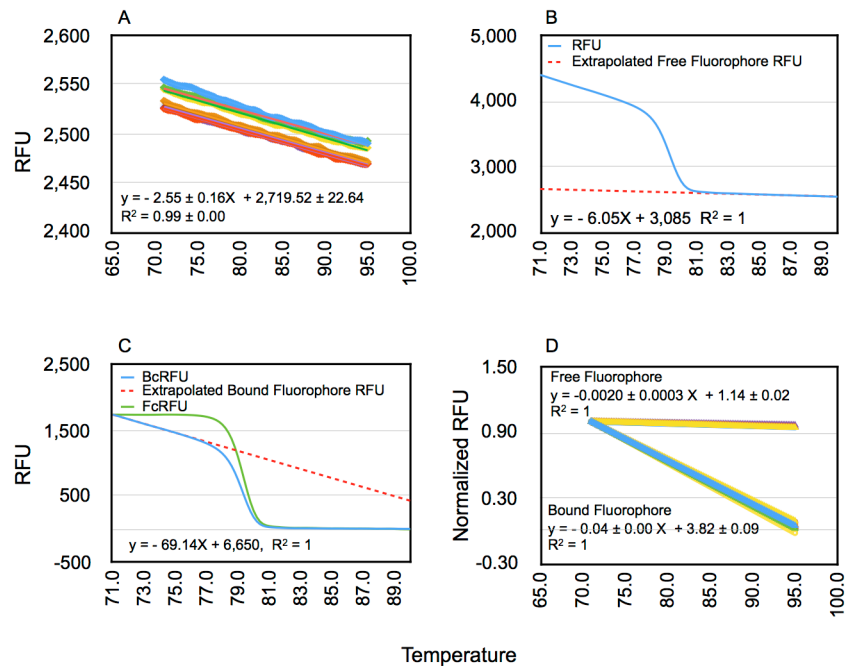 A
2,600
2,550
2,500
2,450
2,400
RFU
y = - 2.55 ± 0.16X + 2,719.52 ± 22.64
R² = 0.99 ± 0.00
65.0
70.0
75.0
80.0
85.0
90.0
95.0
100.0
B
5,000
4,000
3,000
2,000
RFU
Extrapolated Free Fluorophore RFU
y = - 6.05X + 3,085 R² = 1
71.0
73.0
75.0
77.0
79.0
81.0
83.0
85.0
87.0
89.0
C
2,500
1,500
500
-500
RFU
BcRFU
Extrapolated Bound Fluorophore RFU
FcRFU
y = - 69.14X + 6,650, R² = 1
71.0
73.0
75.0
77.0
79.0
81.0
83.0
85.0
87.0
89.0
D
1.50
0.90
0.30
-0.30
Normalized RFU
Free Fluorophore
y = -0.0020 ± 0.0003 X + 1.14 ± 0.02
R² = 1
Bound Fluorophore
y = - 0.04 ± 0.00 X + 3.82 ± 0.09
R² = 1
65.0
70.0
75.0
80.0
85.0
90.0
95.0
100.0
Temperature